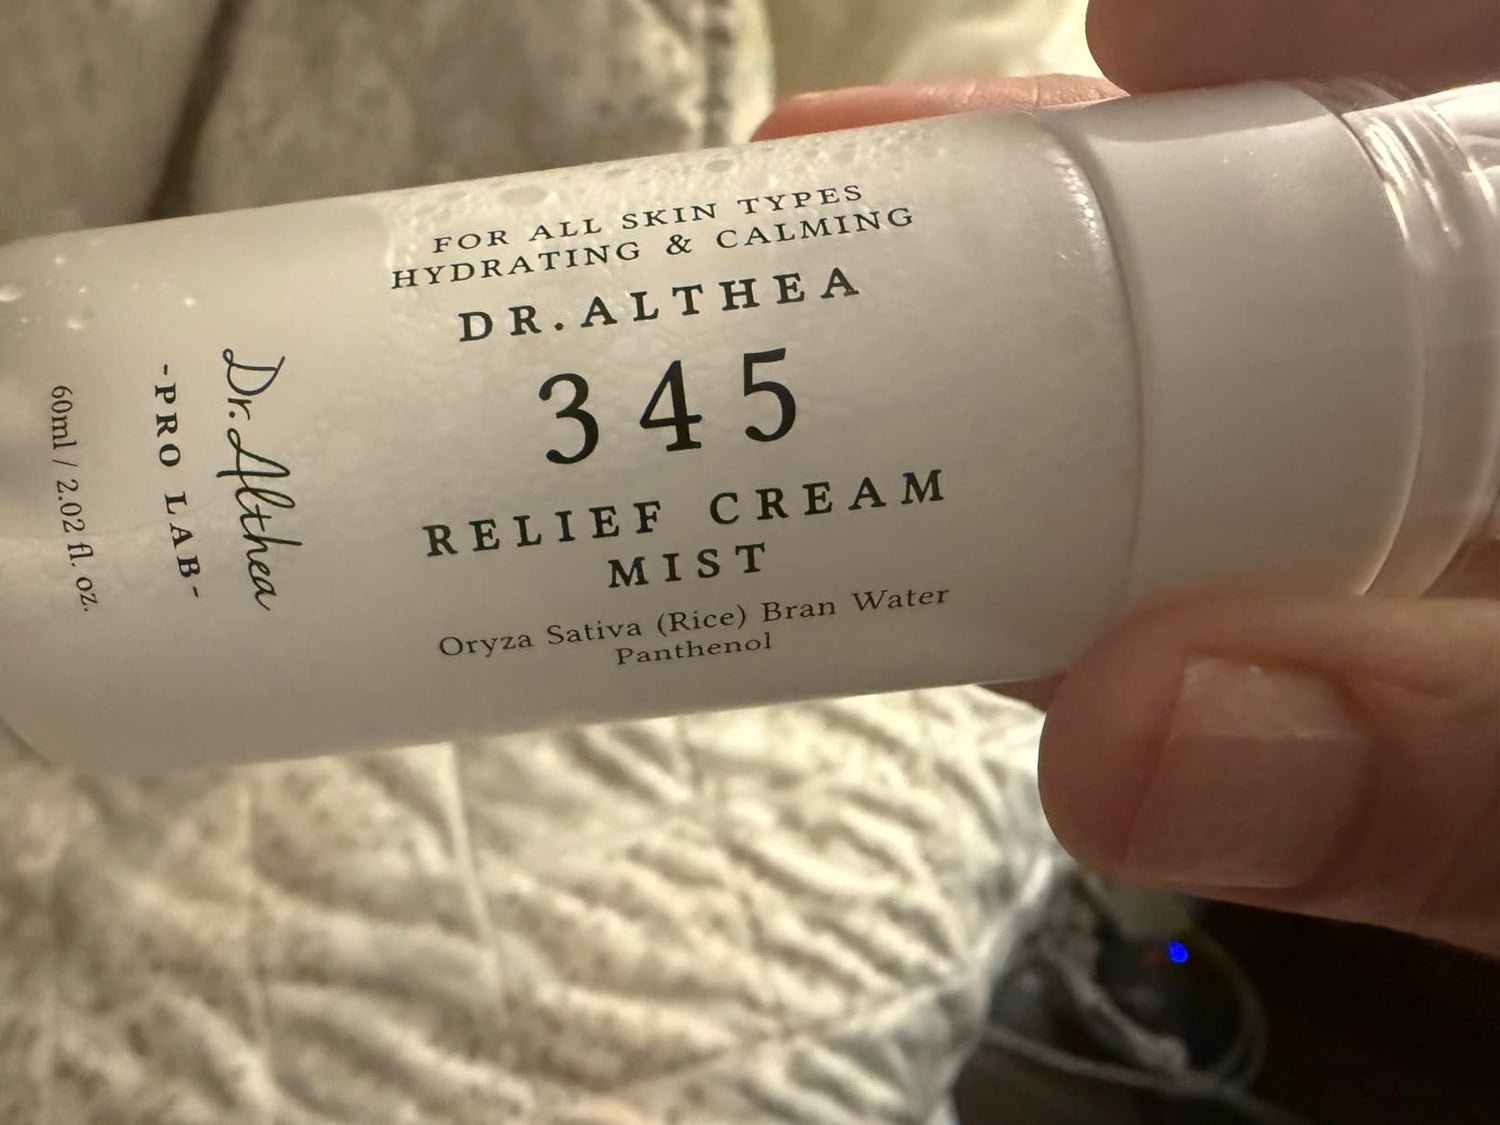 FOR ALL SKIN TYPES
HYDRATING & CALMING
DR.ALTHEA
345
RELIEF CREAM
MIST
Oryza Sativa (Rice) Bran Water
Panthenol
Dr.Althea
-PRO LAB-
60ml / 2.02 fl. oz.